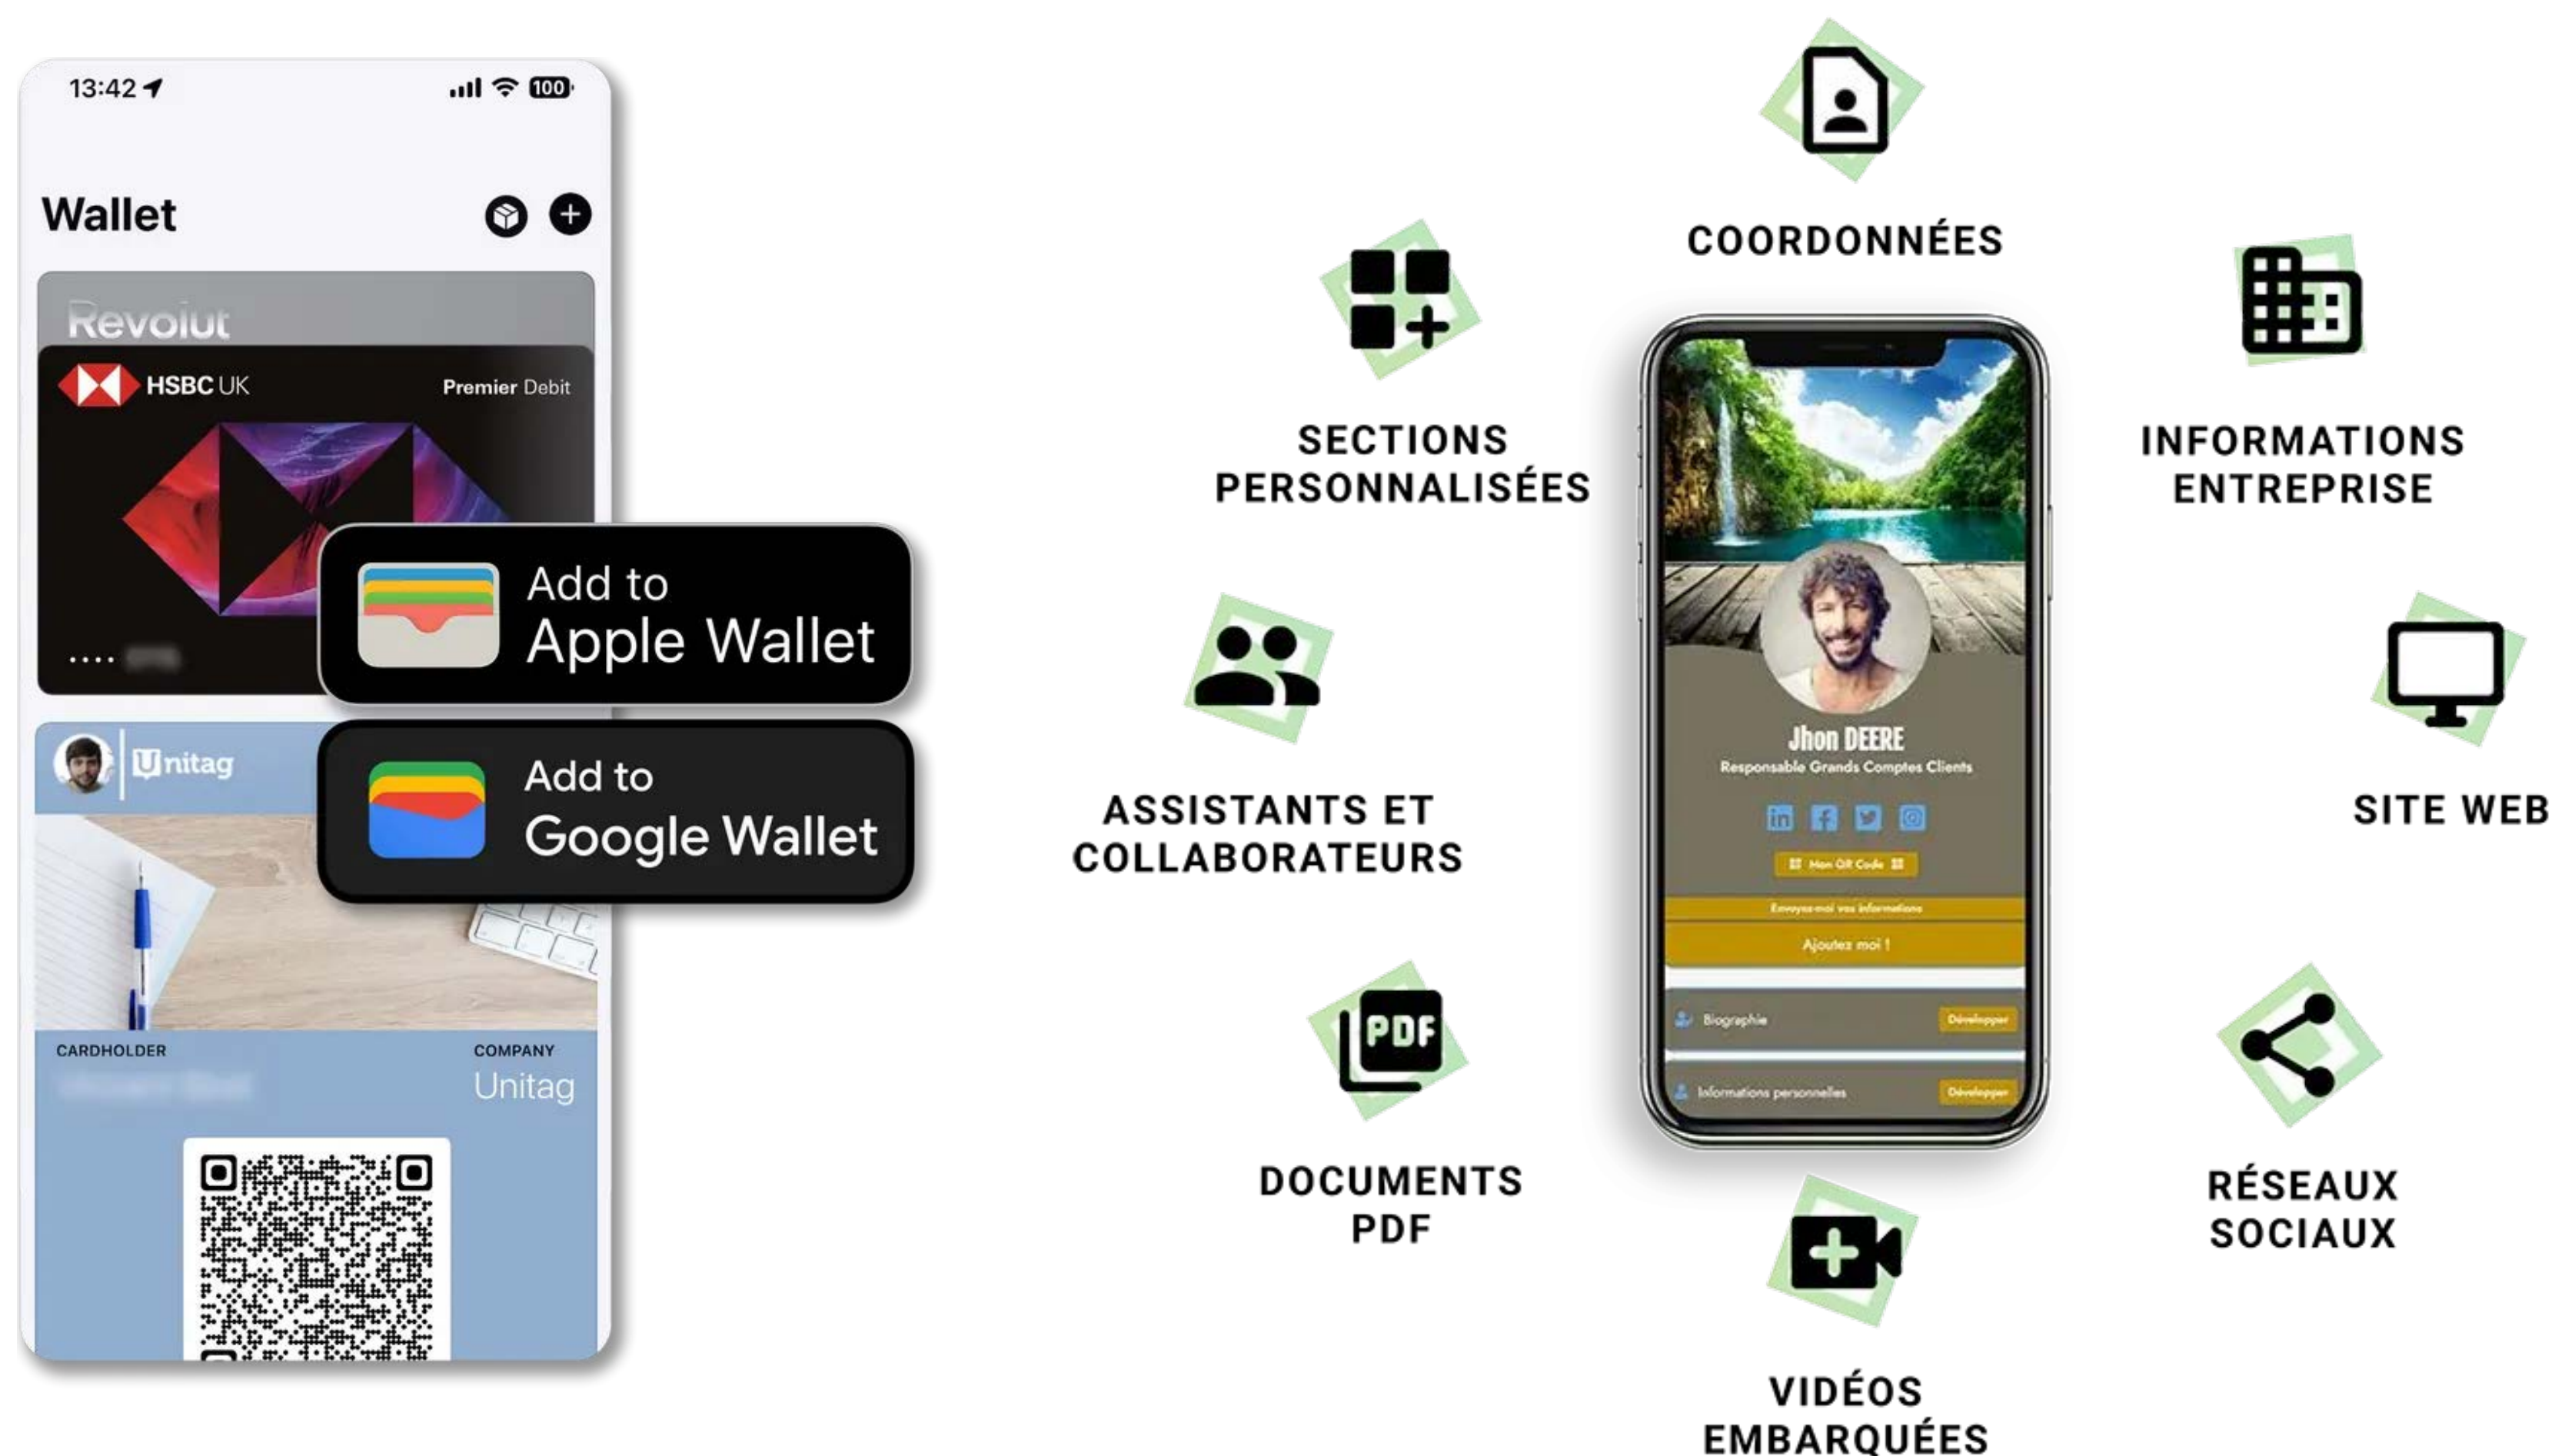 13:42
100
Wallet
Revolut
HSBC UK
Premier Debit
Add to
Apple Wallet
Unitag
Add to
Google Wallet
CARDHOLDER
COMPANY
Unitag
COORDONNÉES
SECTIONS
PERSONNALISÉES
INFORMATIONS
ENTREPRISE
ASSISTANTS ET
COLLABORATEURS
SITE WEB
DOCUMENTS
PDF
PDF
RÉSEAUX
SOCIAUX
VIDÉOS
EMBARQUÉES
Jhon DEERE
Responsable Grands Comptes Clients
in
Mon QR Code
Envoyez-moi vos informations
Ajoutez moi !
Biographie
Développer
Informations personnelles
Développer